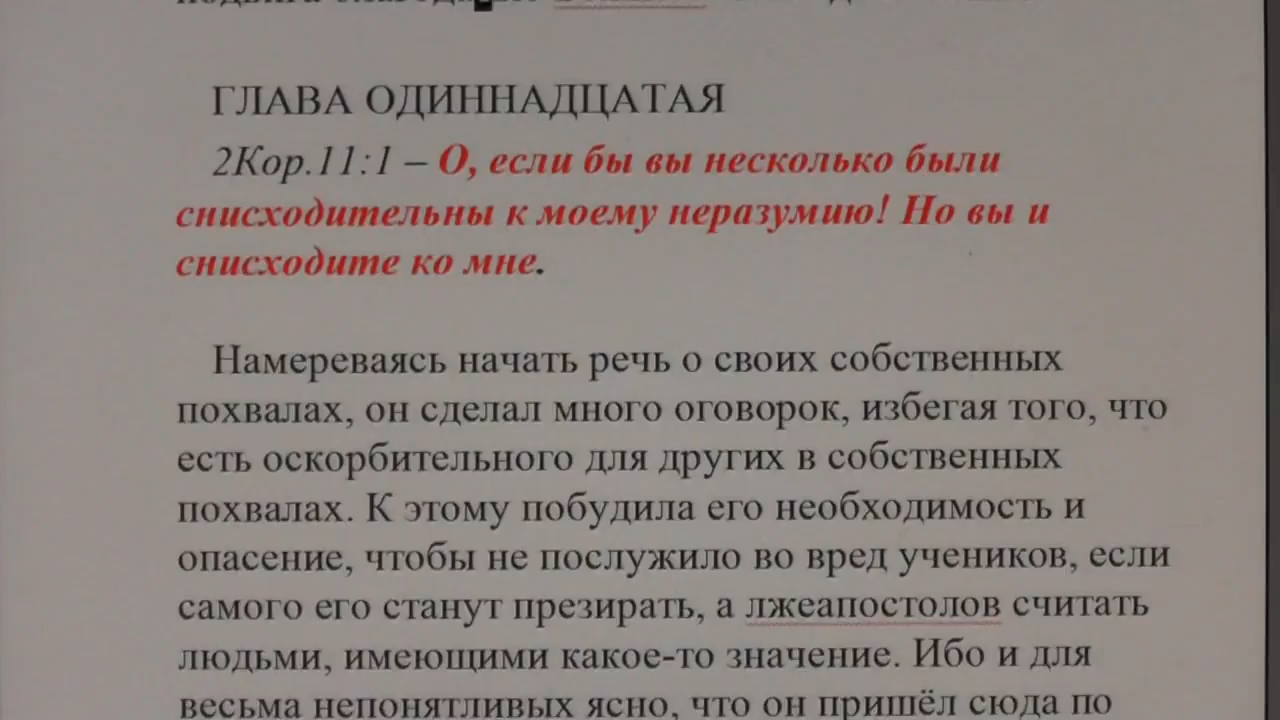 ГЛАВА ОДИННАДЦАТАЯ
2Кор.11:1 – О, если бы вы несколько были
снисходительны к моему неразумию! Но вы и
снисходите ко мне.
Намереваясь начать речь о своих собственных
похвалах, он сделал много оговорок, избегая того, что
есть оскорбительного для других в собственных
похвалах. К этому побудила его необходимость и
опасение, чтобы не послужило во вред учеников, если
самого его станут презирать, а лжеапостолов считать
людьми, имеющими какое-то значение. Ибо и для
весьма непонятливых ясно, что он пришёл сюда по